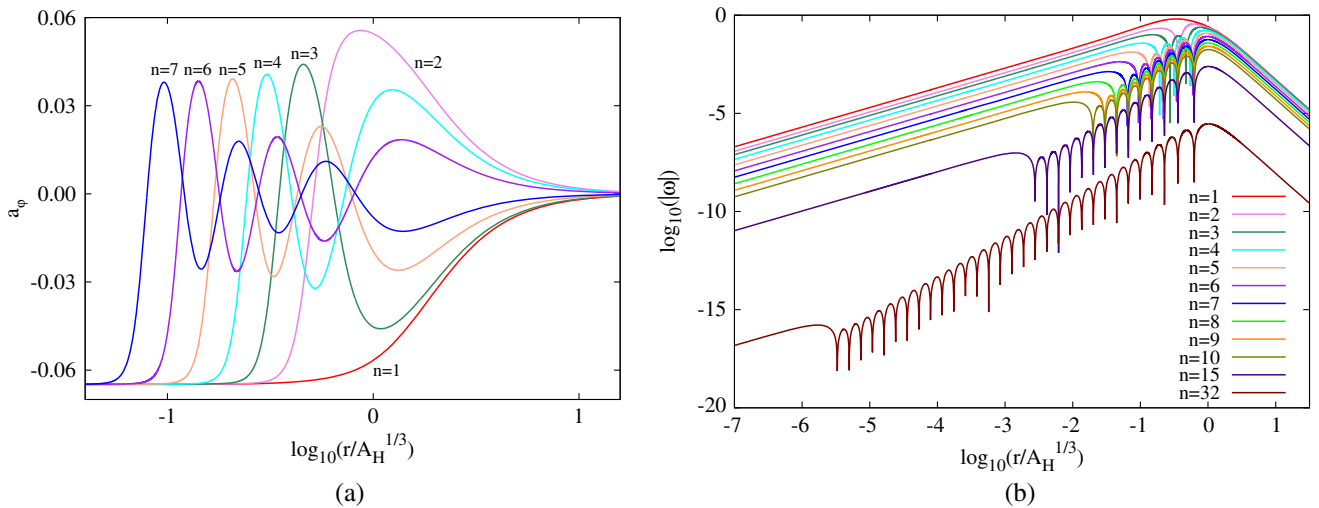 0.06
0.03
0.00
-0.03
-0.06
a_φ
n=7
n=6
n=5
n=4
n=3
n=2
n=1
-1
0
1
log₁₀(r/A_H^1/3)
(a)
0
-5
-10
-15
-20
log₁₀(|ω|)
n=1
n=2
n=3
n=4
n=5
n=6
n=7
n=8
n=9
n=10
n=15
n=32
-7
-6
-5
-4
-3
-2
-1
0
1
log₁₀(r/A_H^1/3)
(b)